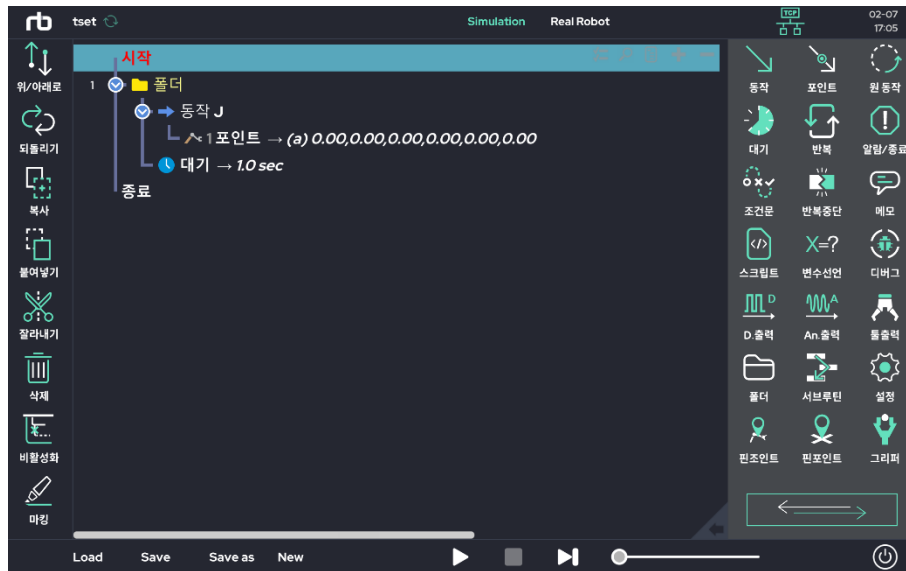 rb tset Simulation Real Robot TCP 02-07
17:05
위/아래로
되돌리기
복사
붙여넣기
잘라내기
삭제
비활성화
마킹
시작
1 폴더
동작 J
1 포인트 → (a) 0.00,0.00,0.00,0.00,0.00,0.00,0.00
대기 → 1.0 sec
종료
동작 포인트 원 동작
대기 반복 알람/종료
조건문 반복중단 메모
</>
X=?
스크립트 변수선언 디버그
D A
D.출력 An.출력 툴출력
폴더 서브루틴 설정
핀조인트 핀포인트 그리퍼
Load Save Save as New